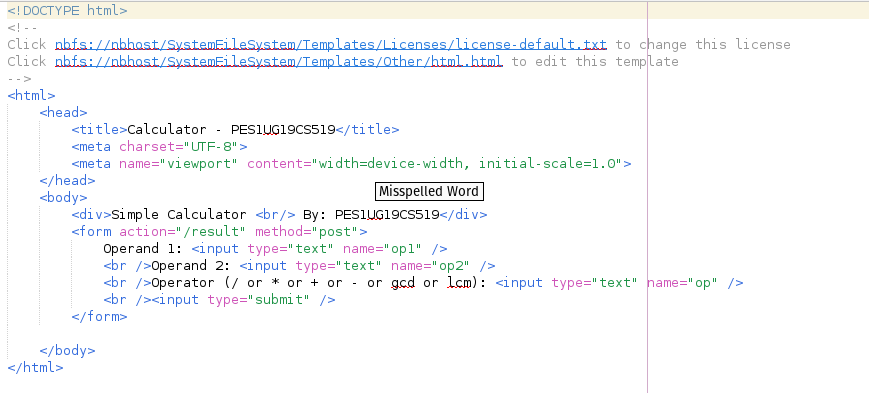 <!DOCTYPE html>
<!--
Click nbfs://nbhost/SystemFileSystem/Templates/Licenses/license-default.txt to change this license
Click nbfs://nbhost/SystemFileSystem/Templates/Other/html.html to edit this template
-->
<html>
    <head>
        <title>Calculator - PES1UG19CS519</title>
        <meta charset="UTF-8">
        <meta name="viewport" content="width=device-width, initial-scale=1.0">
    </head>
Misspelled Word
    <body>
        <div>Simple Calculator <br/> By: PES1UG19CS519</div>
        <form action="/result" method="post">
            Operand 1: <input type="text" name="op1" />
            <br />Operand 2: <input type="text" name="op2" />
            <br />Operator (/ or * or + or - or gcd or lcm): <input type="text" name="op" />
            <br /><input type="submit" />
        </form>
    </body>
</html>